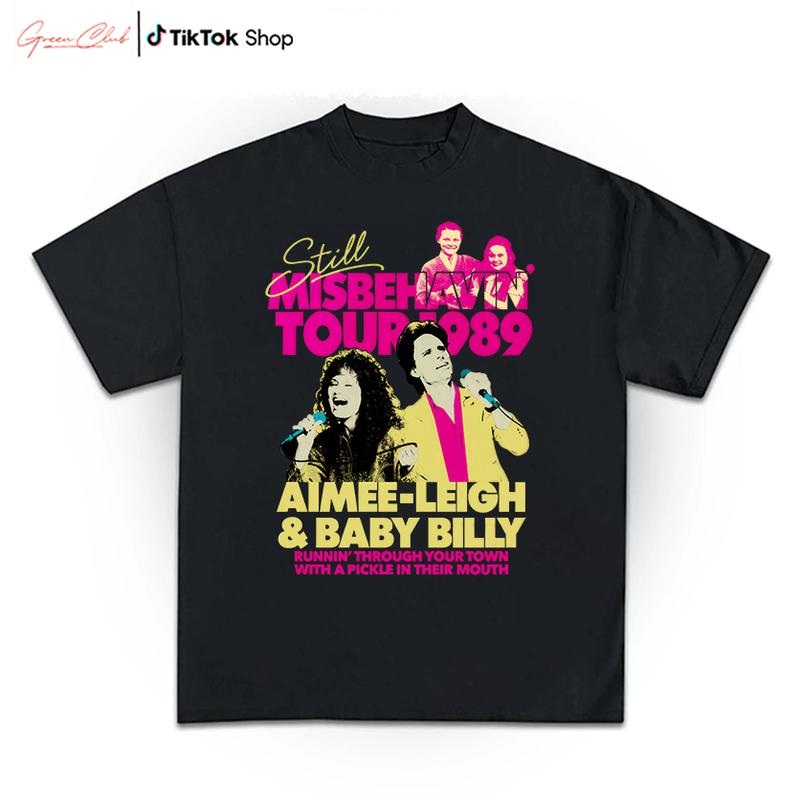 Green Club | TikTok Shop
Still
MISBEHAVIN'
TOUR 1989
AIMEE-LEIGH
& BABY BILLY
RUNNIN' THROUGH YOUR TOWN
WITH A PICKLE IN THEIR MOUTH